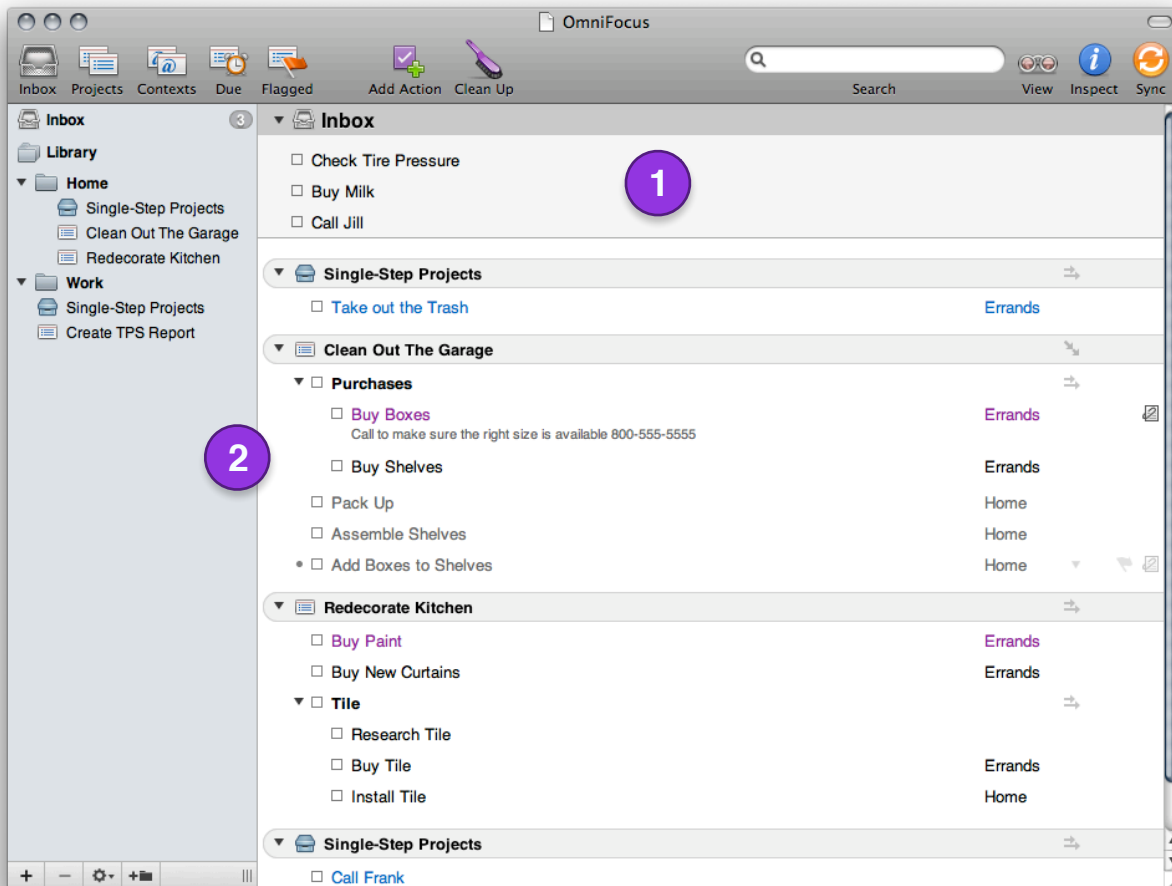 OmniFocus
Inbox Projects Contexts Due Flagged Add Action Clean Up Search View Inspect Sync
Inbox 3
Library
Home
Single-Step Projects
Clean Out The Garage
Redecorate Kitchen
Work
Single-Step Projects
Create TPS Report
Inbox
Check Tire Pressure
Buy Milk
Call Jill
1
Single-Step Projects
Take out the Trash Errands
Clean Out The Garage
Purchases
Buy Boxes Errands
Call to make sure the right size is available 800-555-5555
2
Buy Shelves Errands
Pack Up Home
Assemble Shelves Home
Add Boxes to Shelves Home
Redecorate Kitchen
Buy Paint Errands
Buy New Curtains Errands
Tile
Research Tile
Buy Tile Errands
Install Tile Home
Single-Step Projects
Call Frank